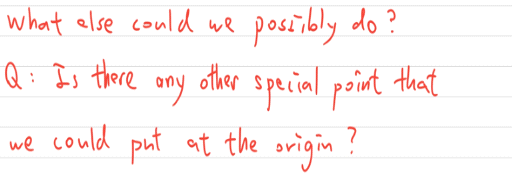 what else could we possibly do?
Q: Is there any other special point that
we could put at the origin?